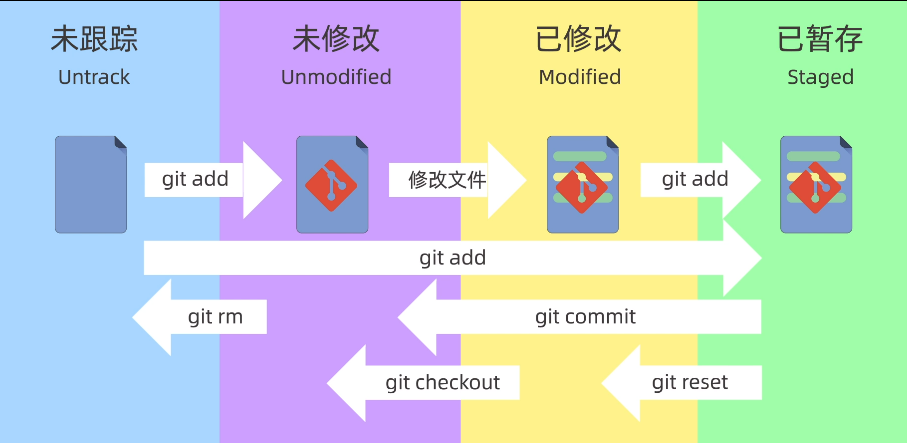 未跟踪
未修改
已修改
已暂存
Untrack
Unmodified
Modified
Staged
git add
修改文件
git add
git add
git rm
git commit
git checkout
git reset